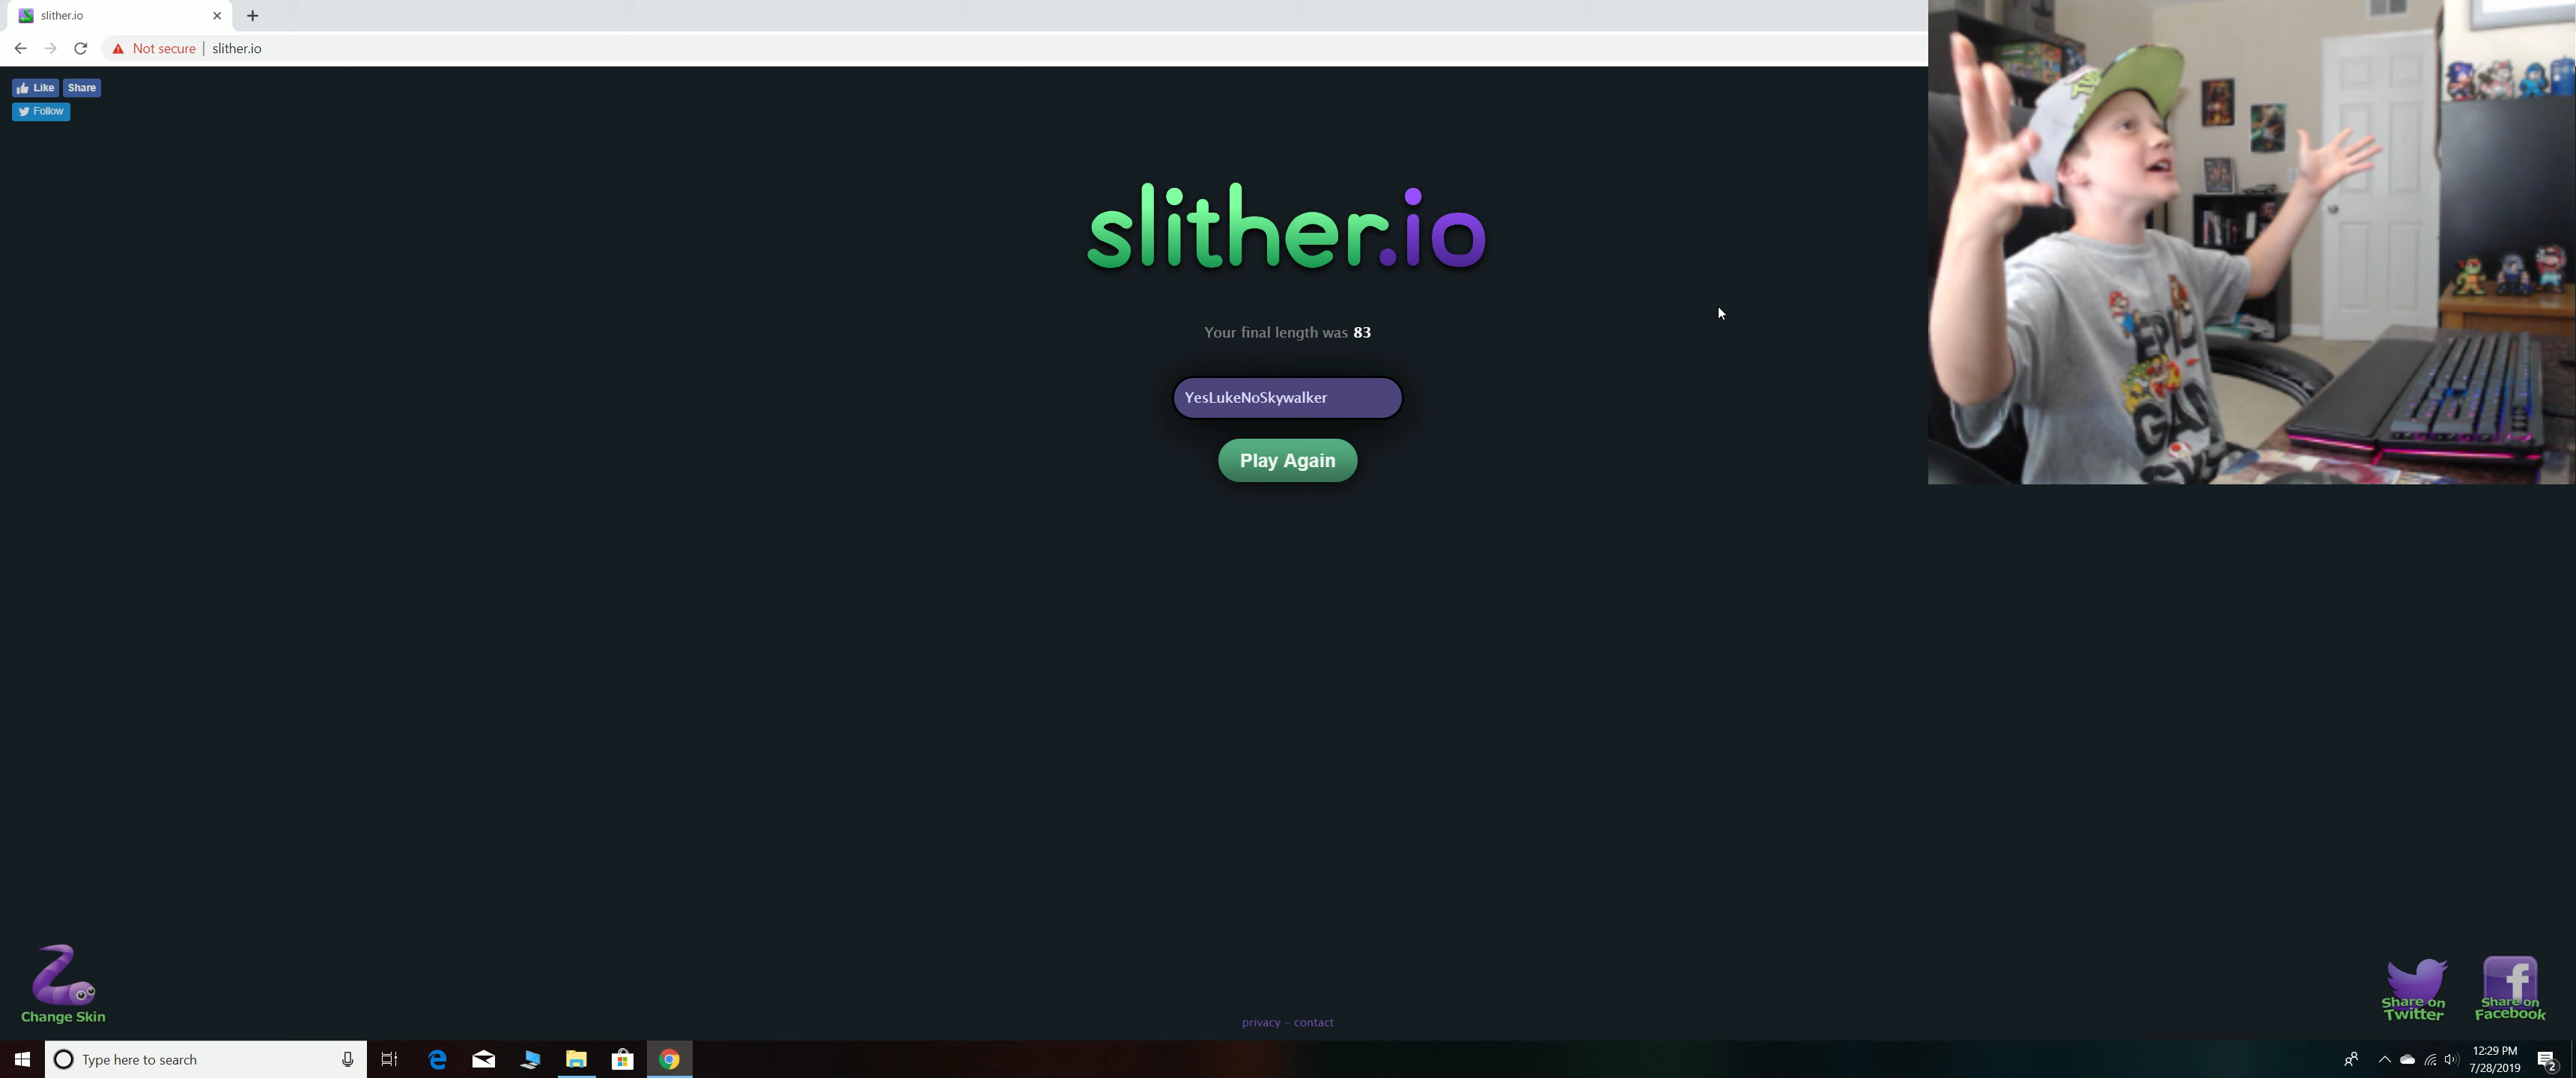 slither.io
Not secure | slither.io
Like Share
Follow
slither.io
Your final length was 83
YesLukeNoSkywalker
Play Again
EPIC
Change Skin
privacy - contact
Share on
Twitter
Share on
Facebook
Type here to search
12:29 PM
7/28/2019
2